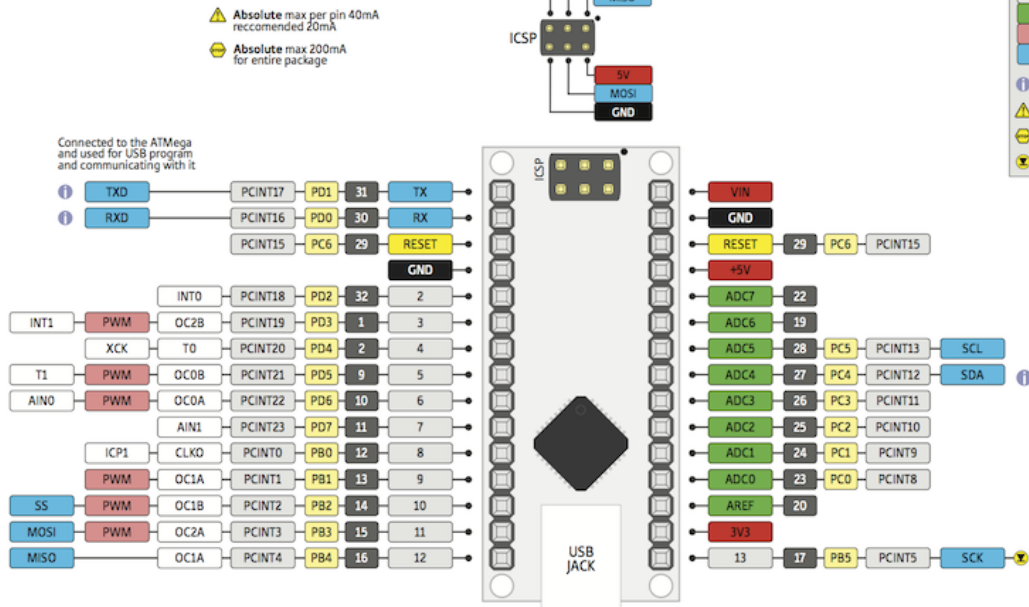 MISO
Absolute max per pin 40mA
reccomended 20mA
Absolute max 200mA
for entire package
ICSP
5V
MOSI
GND
Connected to the ATMega
and used for USB program
and communicating with it
ICSP
TXD PCINT17 PD1 31 TX VIN
RXD PCINT16 PD0 30 RX GND
PCINT15 PC6 29 RESET RESET 29 PC6 PCINT15
GND +5V
INT0 PCINT18 PD2 32 2 ADC7 22
INT1 PWM OC2B PCINT19 PD3 1 3 ADC6 19
XCK T0 PCINT20 PD4 2 4 ADC5 28 PC5 PCINT13 SCL
T1 PWM OC0B PCINT21 PD5 9 5 ADC4 27 PC4 PCINT12 SDA
AIN0 PWM OC0A PCINT22 PD6 10 6 ADC3 26 PC3 PCINT11
AIN1 PCINT23 PD7 11 7 ADC2 25 PC2 PCINT10
ICP1 CLKO PCINT0 PB0 12 8 ADC1 24 PC1 PCINT9
PWM OC1A PCINT1 PB1 13 9 ADC0 23 PC0 PCINT8
SS PWM OC1B PCINT2 PB2 14 10 AREF 20
MOSI PWM OC2A PCINT3 PB3 15 11 3V3
MISO OC1A PCINT4 PB4 16 12 13 17 PB5 PCINT5 SCK
USB
JACK